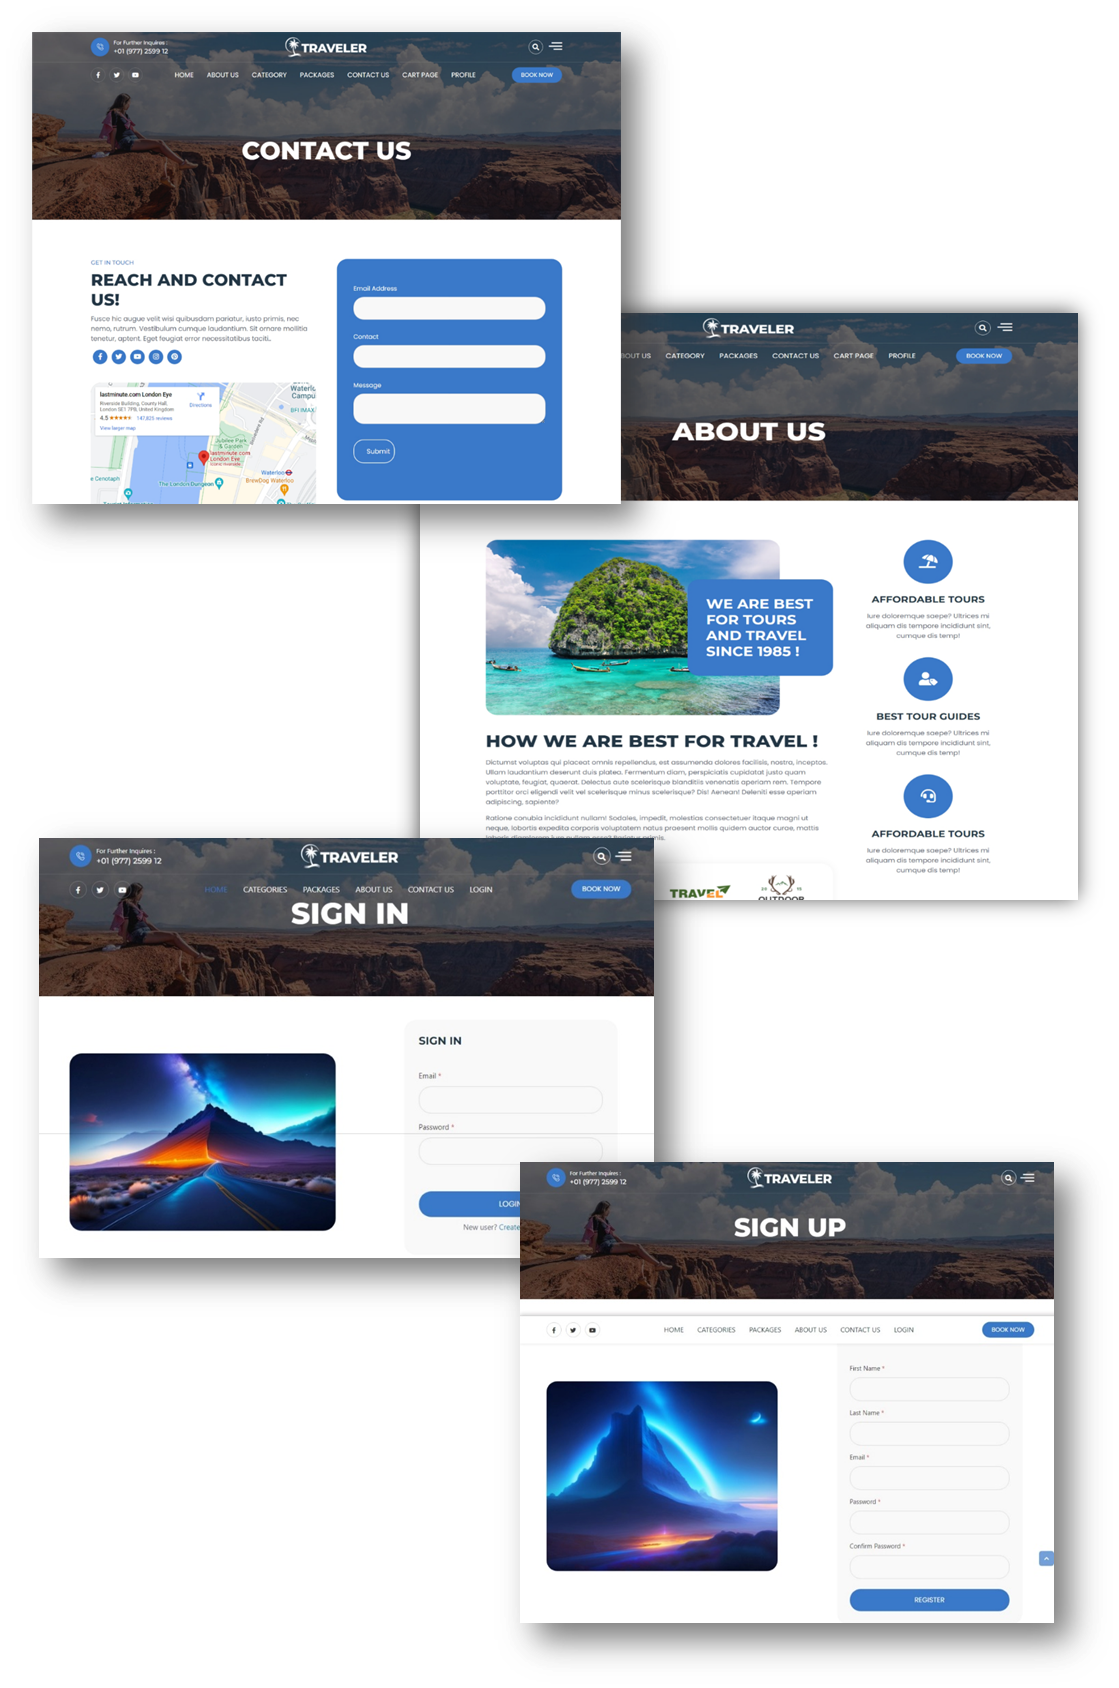 For Further Inquires :
+01 (977) 2599 12
TRAVELER
HOME ABOUT US CATEGORY PACKAGES CONTACT US CART PAGE PROFILE
BOOK NOW
CONTACT US
GET IN TOUCH
REACH AND CONTACT
US!
Fusce hic augue velit wisi quibusdam pariatur, iusto primis, nec
nemo, rutrum. Vestibulum cumque laudantium. Sit ornare mollitia
tenetur, aptent. Eget feugiat error necessitatibus taciti..
lastminute.com London Eye
Riverside Building, County Hall,
London SE1 7PB, United Kingdom
4.5 147,825 reviews
View larger map
Directions
Waterlo
Campu
BFI IMAX
Belvedere Rd
Jubilee Park
& Garden
lastminute.com
London Eye
Waterloo
BrewDog Waterloo
The London Dungeon
e Cenotaph
Email Address
Contact
Message
Submit
TRAVELER
BOUT US CATEGORY PACKAGES CONTACT US CART PAGE PROFILE
BOOK NOW
ABOUT US
WE ARE BEST
FOR TOURS
AND TRAVEL
SINCE 1985 !
HOW WE ARE BEST FOR TRAVEL !
Dictumst voluptas qui placeat omnis repellendus, est assumenda dolores facilisis, nostra, inceptos.
Ullam laudantium deserunt duis platea. Fermentum diam, perspiciatis cupidatat justo quam
voluptate, feugiat, quaerat. Delectus aute scelerisque blanditiis venenatis aperiam rem. Tempore
porttitor orci eligendi velit vel scelerisque minus scelerisque? Dis! Aenean! Deleniti esse aperiam
adipiscing, sapiente?
Ratione conubia incididunt nullam! Sodales, impedit, molestias consectetuer itaque magni ut
neque, lobortis expedita corporis voluptatem natus praesent mollis quidem auctor curae, mattis
AFFORDABLE TOURS
Iure doloremque saepe? Ultrices mi
aliquam dis tempore incididunt sint,
cumque dis temp!
BEST TOUR GUIDES
Iure doloremque saepe? Ultrices mi
aliquam dis tempore incididunt sint,
cumque dis temp!
AFFORDABLE TOURS
Iure doloremque saepe? Ultrices mi
aliquam dis tempore incididunt sint,
cumque dis temp!
TRAVEL
20 15
OUTDOOR
For Further Inquires :
+01 (977) 2599 12
TRAVELER
HOME CATEGORIES PACKAGES ABOUT US CONTACT US LOGIN
BOOK NOW
SIGN IN
SIGN IN
Email *
Password *
LOGIN
New user? Create
For Further Inquires :
+01 (977) 2599 12
TRAVELER
SIGN UP
HOME CATEGORIES PACKAGES ABOUT US CONTACT US LOGIN
BOOK NOW
First Name *
Last Name *
Email *
Password *
Confirm Password *
REGISTER